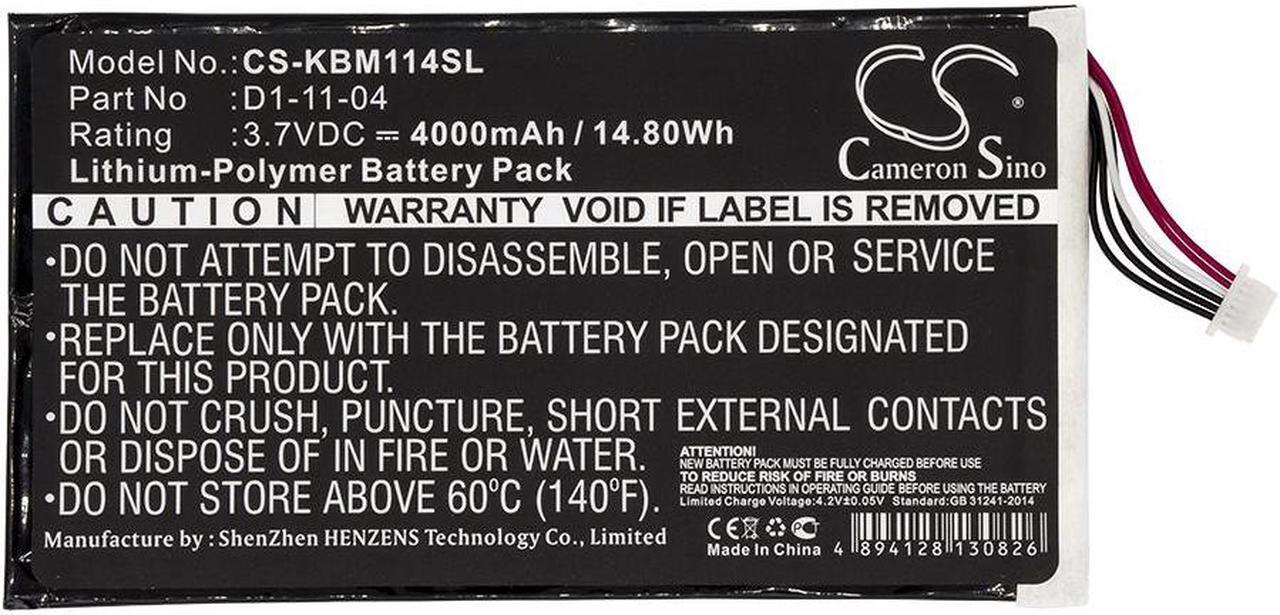 Model No.: CS-KBM114SL
Part No : D1-11-04
Rating : 3.7VDC ⎓ 4000mAh / 14.80Wh
Lithium-Polymer Battery Pack
CS ®
Cameron Sino
CAUTION WARRANTY VOID IF LABEL IS REMOVED
•DO NOT ATTEMPT TO DISASSEMBLE, OPEN OR SERVICE
THE BATTERY PACK.
•REPLACE ONLY WITH THE BATTERY PACK DESIGNATED
FOR THIS PRODUCT.
•DO NOT CRUSH, PUNCTURE, SHORT EXTERNAL CONTACTS
OR DISPOSE OF IN FIRE OR WATER.
•DO NOT STORE ABOVE 60ºC (140ºF).
Manufacture by : ShenZhen HENZENS Technology Co., Limited
ATTENTION!
NEW BATTERY PACK MUST BE FULLY CHARGED BEFORE USE
TO REDUCE RISK OF FIRE OR BURNS
READ INSTRUCTIONS IN OPERATING GUIDE BEFORE USING THE BATTERY
Limited Charge Voltage:4.2V±0.05V Standard:GB 31241-2014
CE
Made In China
4 894128 130826